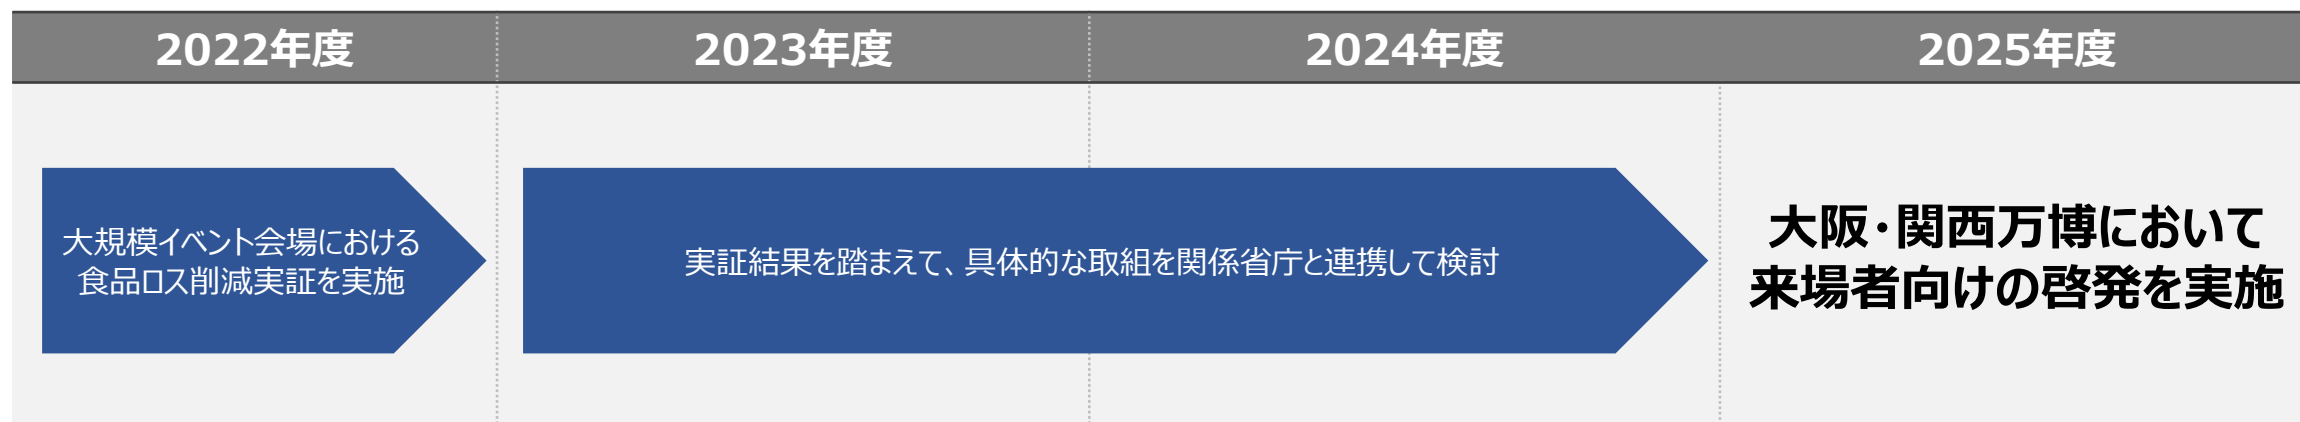 2022年度
2023年度
2024年度
2025年度
大規模イベント会場における
食品ロス削減実証を実施
実証結果を踏まえて、具体的な取組を関係省庁と連携して検討
大阪・関西万博において
来場者向けの啓発を実施